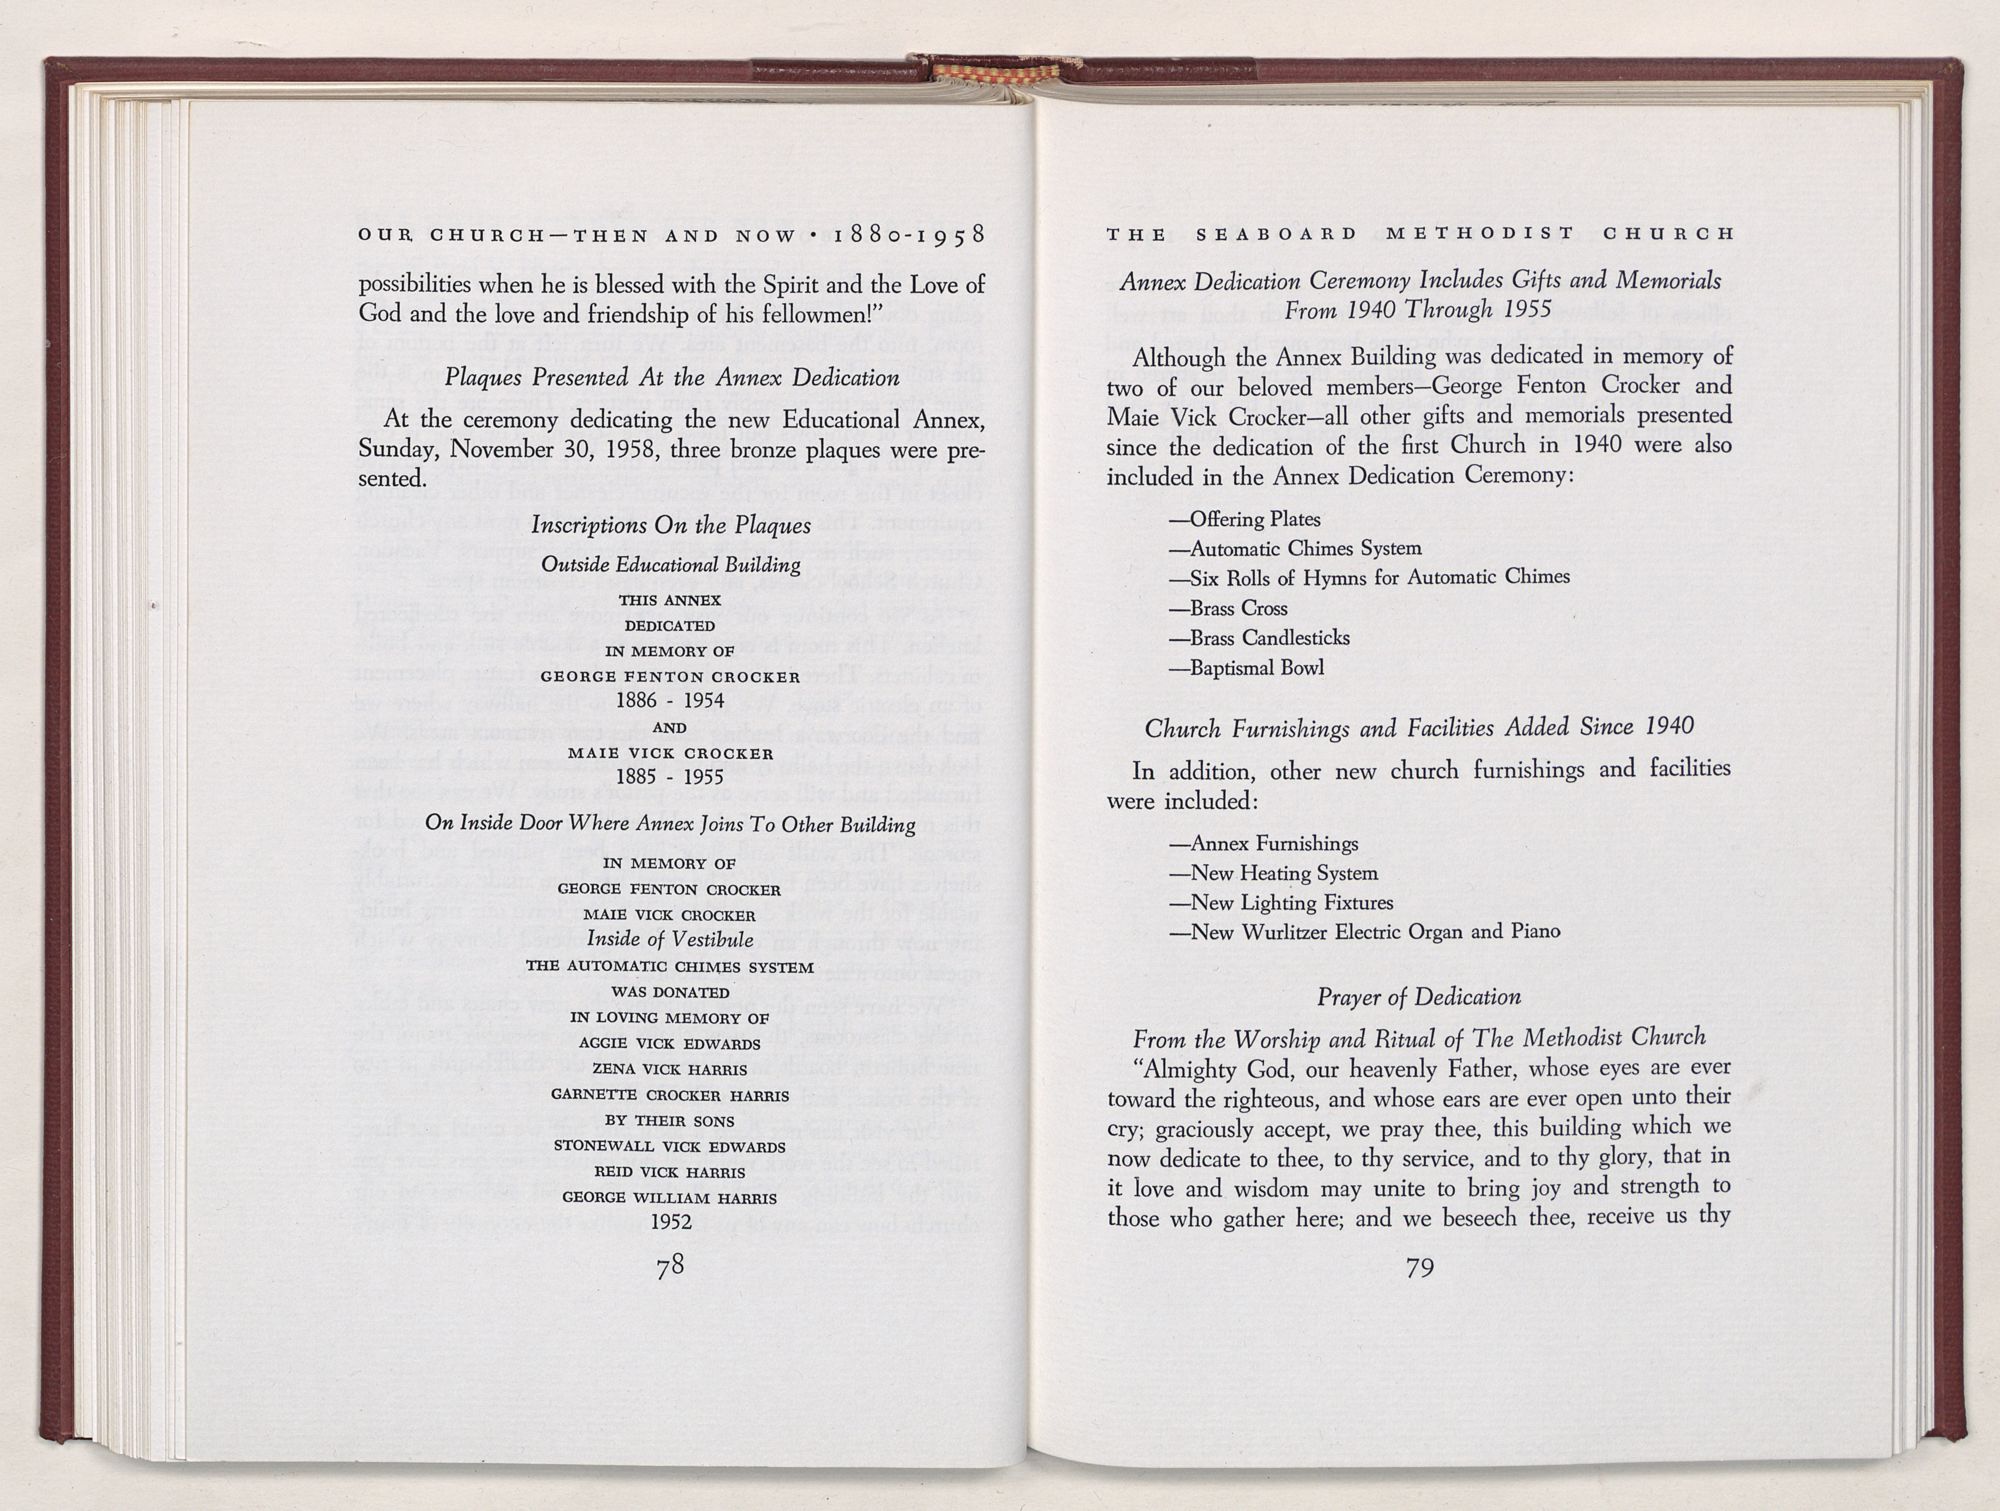 OUR CHURCH—THEN AND NOW • 1880-1958
possibilities when he is blessed with the Spirit and the Love of
God and the love and friendship of his fellowmen!”
Plaques Presented At the Annex Dedication
At the ceremony dedicating the new Educational Annex,
Sunday, November 30, 1958, three bronze plaques were pre-
sented.
Inscriptions On the Plaques
Outside Educational Building
THIS ANNEX
DEDICATED
IN MEMORY OF
GEORGE FENTON CROCKER
1886 - 1954
AND
MAIE VICK CROCKER
1885 - 1955
On Inside Door Where Annex Joins To Other Building
IN MEMORY OF
GEORGE FENTON CROCKER
MAIE VICK CROCKER
Inside of Vestibule
THE AUTOMATIC CHIMES SYSTEM
WAS DONATED
IN LOVING MEMORY OF
AGGIE VICK EDWARDS
ZENA VICK HARRIS
GARNETTE CROCKER HARRIS
BY THEIR SONS
STONEWALL VICK EDWARDS
REID VICK HARRIS
GEORGE WILLIAM HARRIS
1952
78
THE SEABOARD METHODIST CHURCH
Annex Dedication Ceremony Includes Gifts and Memorials
From 1940 Through 1955
Although the Annex Building was dedicated in memory of
two of our beloved members—George Fenton Crocker and
Maie Vick Crocker—all other gifts and memorials presented
since the dedication of the first Church in 1940 were also
included in the Annex Dedication Ceremony:
—Offering Plates
—Automatic Chimes System
—Six Rolls of Hymns for Automatic Chimes
—Brass Cross
—Brass Candlesticks
—Baptismal Bowl
Church Furnishings and Facilities Added Since 1940
In addition, other new church furnishings and facilities
were included:
—Annex Furnishings
—New Heating System
—New Lighting Fixtures
—New Wurlitzer Electric Organ and Piano
Prayer of Dedication
From the Worship and Ritual of The Methodist Church
“Almighty God, our heavenly Father, whose eyes are ever
toward the righteous, and whose ears are ever open unto their
cry; graciously accept, we pray thee, this building which we
now dedicate to thee, to thy service, and to thy glory, that in
it love and wisdom may unite to bring joy and strength to
those who gather here; and we beseech thee, receive us thy
79